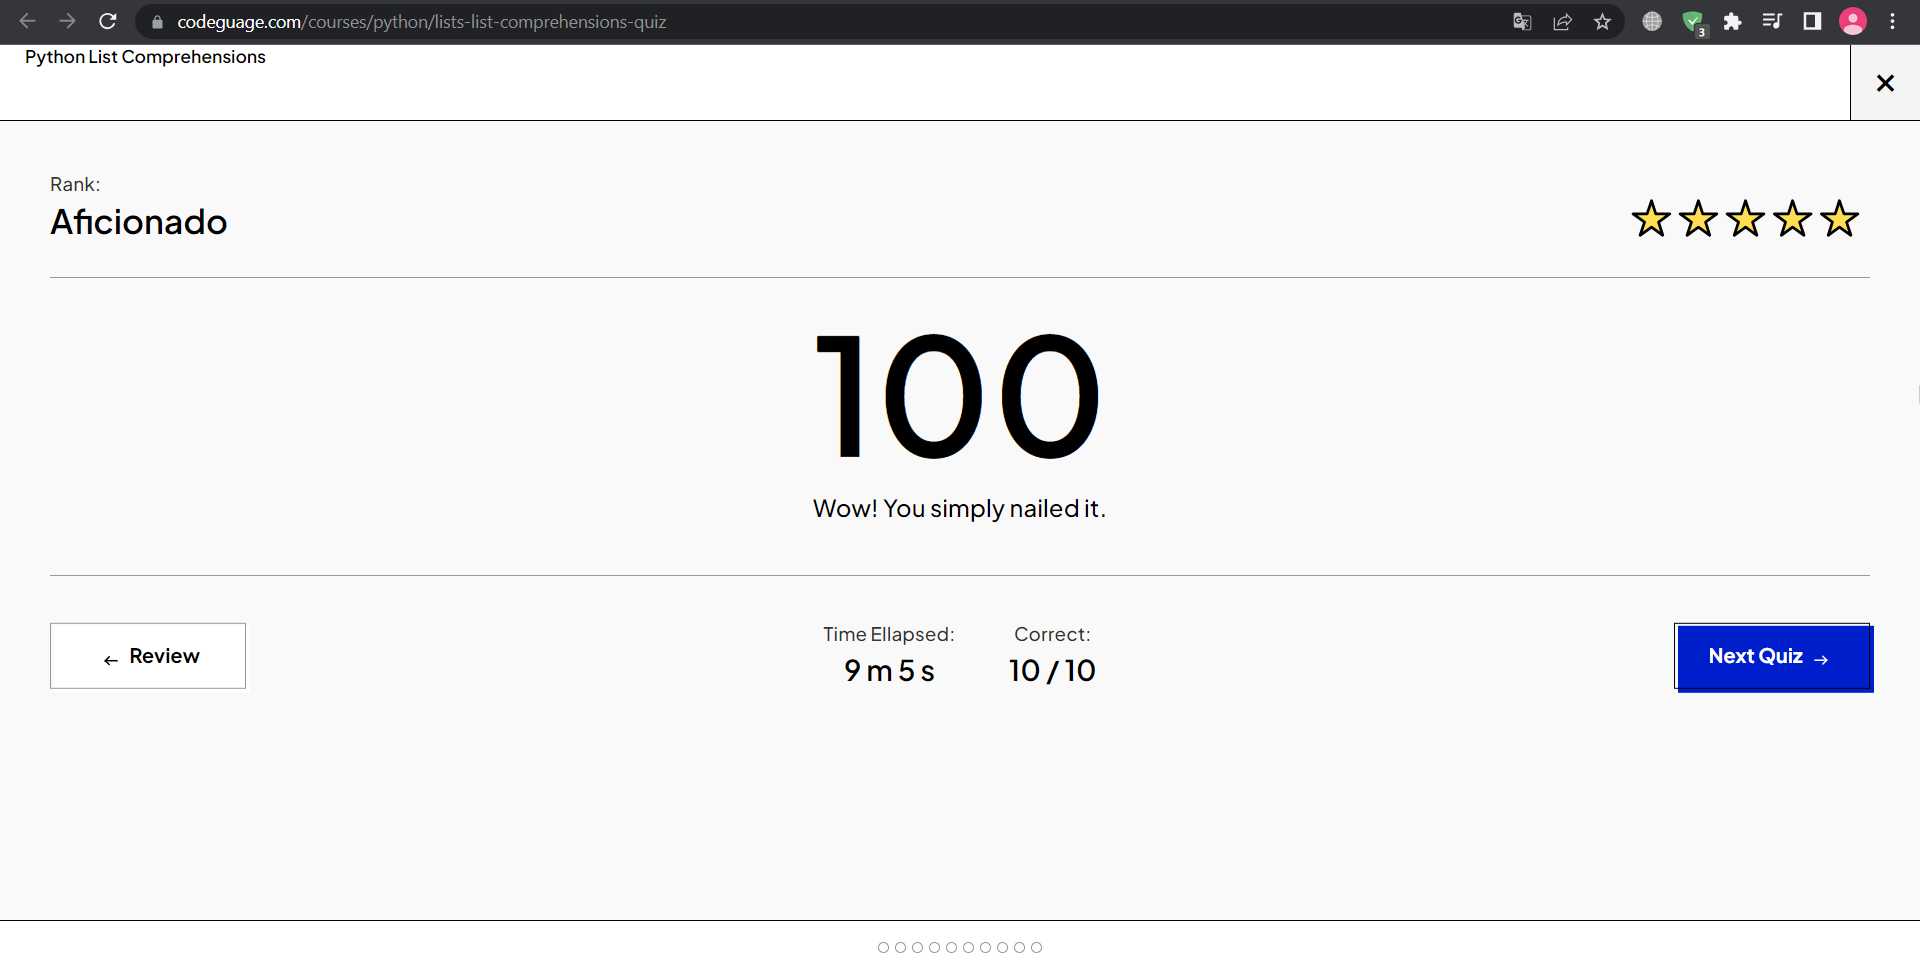 codeguage.com/courses/python/lists-list-comprehensions-quiz
3
Python List Comprehensions
Rank:
Aficionado
100
Wow! You simply nailed it.
← Review
Time Ellapsed:
9 m 5 s
Correct:
10 / 10
Next Quiz →